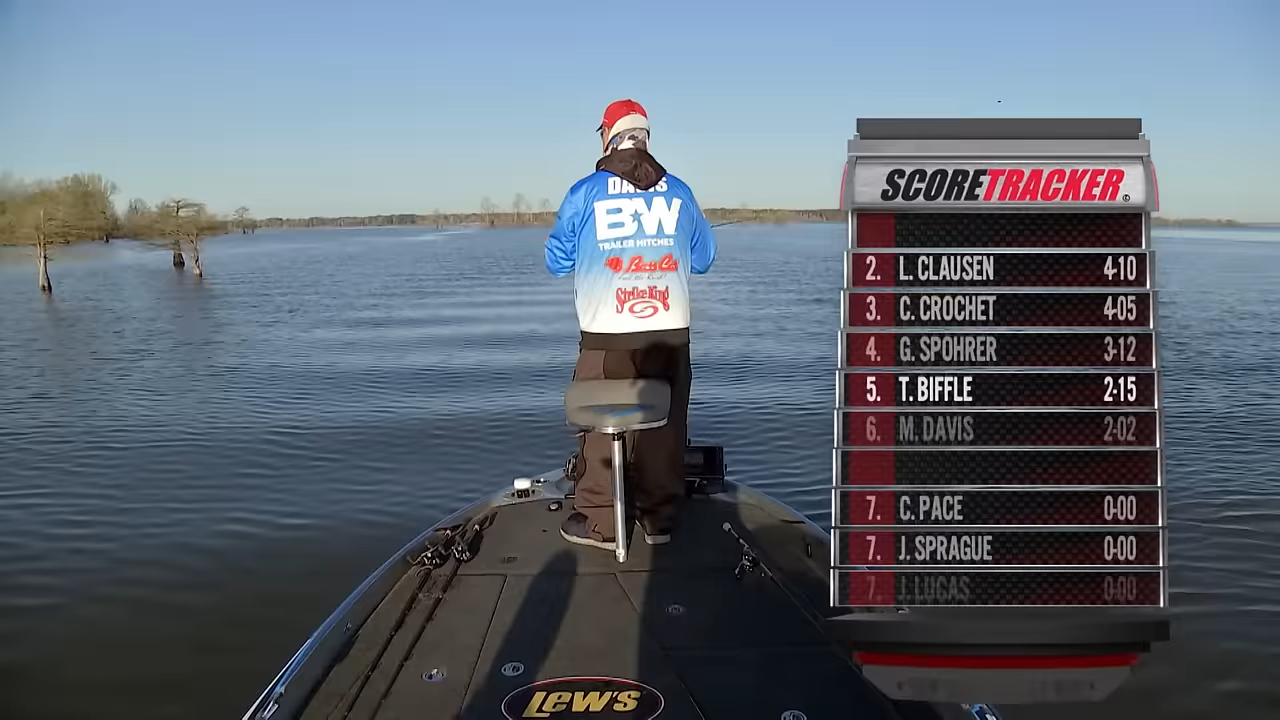 DAVIS
B&W
TRAILER HITCHES
Bass Cat
Strike King
LEW'S
SCORETRACKER
2. L. CLAUSEN 4-10
3. C. CROCHET 4-05
4. G. SPOHRER 3-12
5. T. BIFFLE 2-15
6. M. DAVIS 2-02
7. C. PACE 0-00
7. J. SPRAGUE 0-00
7. J. LUCAS 0-00